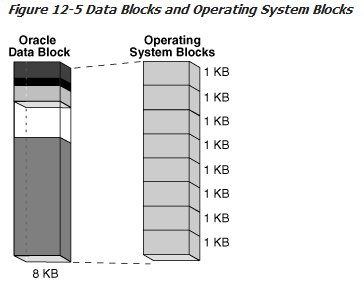 Figure 12-5 Data Blocks and Operating System Blocks
Oracle
Data Block
Operating
System Blocks
1 KB
1 KB
1 KB
1 KB
1 KB
1 KB
1 KB
1 KB
8 KB